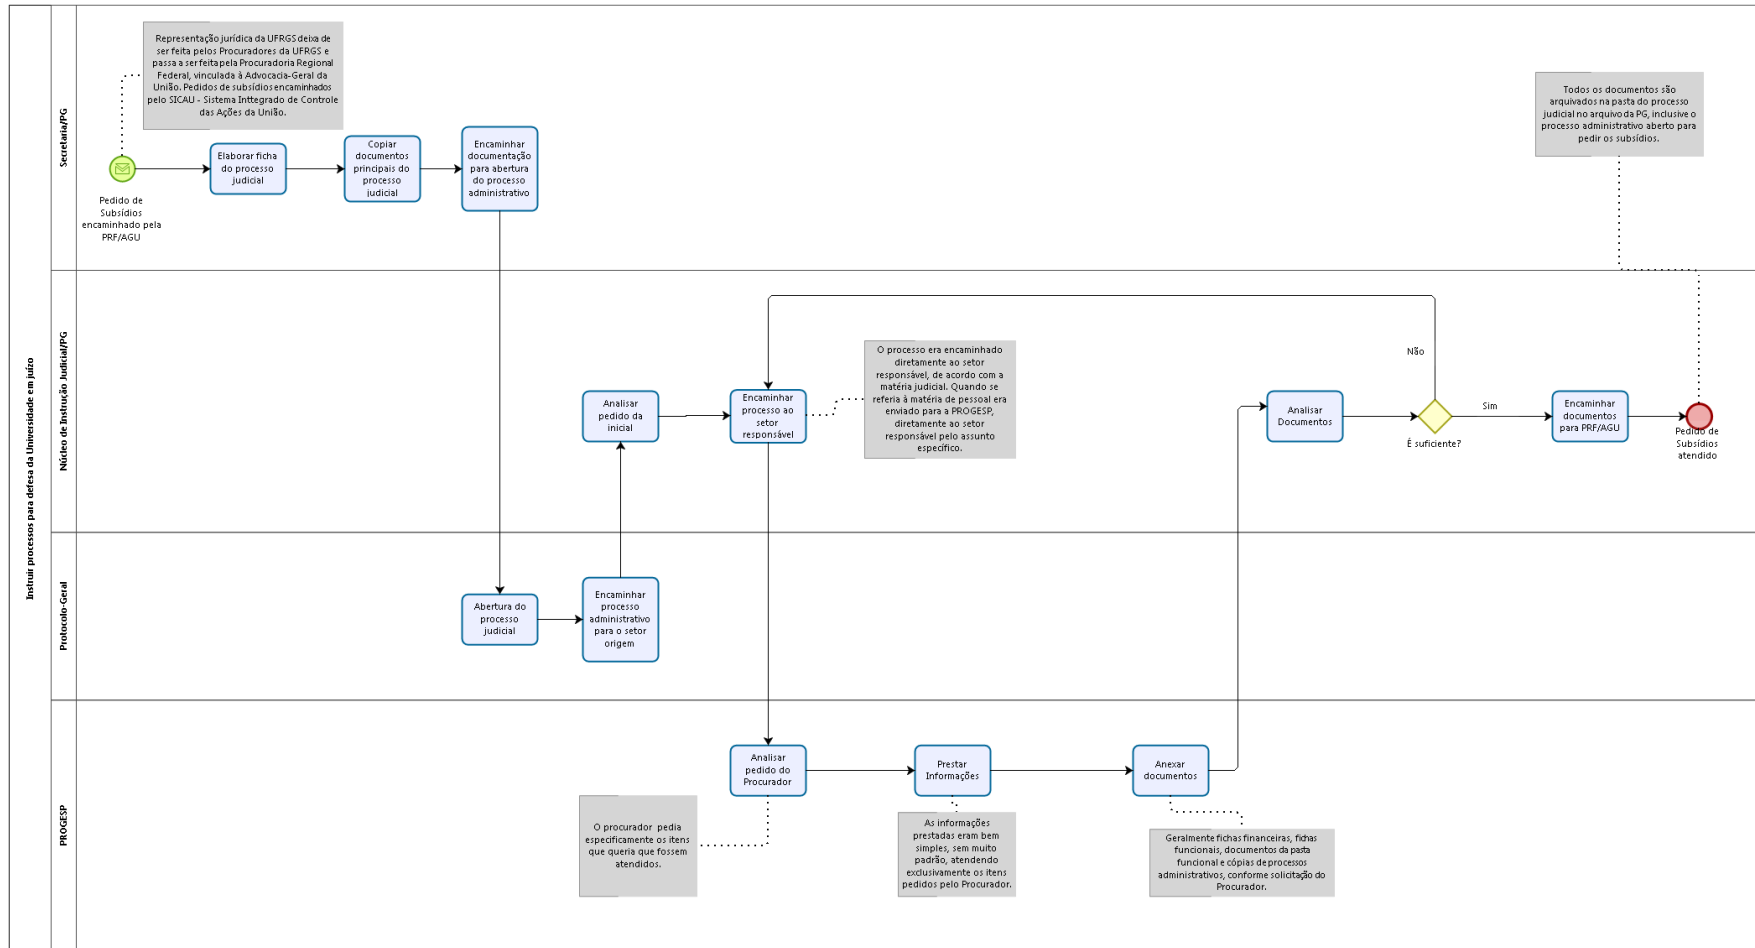 Instruir processos para defesa da Universidade em juízo
Secretaria/PG
Representação jurídica da UFRGS deixa de
ser feita pelos Procuradores da UFRGS e
passa a ser feita pela Procuradoria Regional
Federal, vinculada à Advocacia-Geral da
União. Pedidos de subsídios encaminhados
pelo SICAU - Sistema Inttegrado de Controle
das Ações da União.
Pedido de
Subsídios
encaminhado pela
PRF/AGU
Elaborar ficha
do processo
judicial
Copiar
documentos
principais do
processo
judicial
Encaminhar
documentação
para abertura
do processo
administrativo
Todos os documentos são
arquivados na pasta do processo
judicial no arquivo da PG, inclusive o
processo administrativo aberto para
pedir os subsídios.
Núcleo de Instrução Judicial/PG
Analisar
pedido da
inicial
Encaminhar
processo ao
setor
responsável
O processo era encaminhado
diretamente ao setor
responsável, de acordo com a
matéria judicial. Quando se
referia à matéria de pessoal era
enviado para a PROGESP,
diretamente ao setor
responsável pelo assunto
específico.
Analisar
Documentos
Não
É suficiente?
Sim
Encaminhar
documentos
para PRF/AGU
Pedido de
Subsídios
atendido
Protocolo-Geral
Abertura do
processo
judicial
Encaminhar
processo
administrativo
para o setor
origem
PROGESP
Analisar
pedido do
Procurador
Prestar
Informações
Anexar
documentos
O procurador pedia
especificamente os itens
que queria que fossem
atendidos.
As informações
prestadas eram bem
simples, sem muito
padrão, atendendo
exclusivamente os itens
pedidos pelo Procurador.
Geralmente fichas financeiras, fichas
funcionais, documentos da pasta
funcional e cópias de processos
administrativos, conforme solicitação do
Procurador.